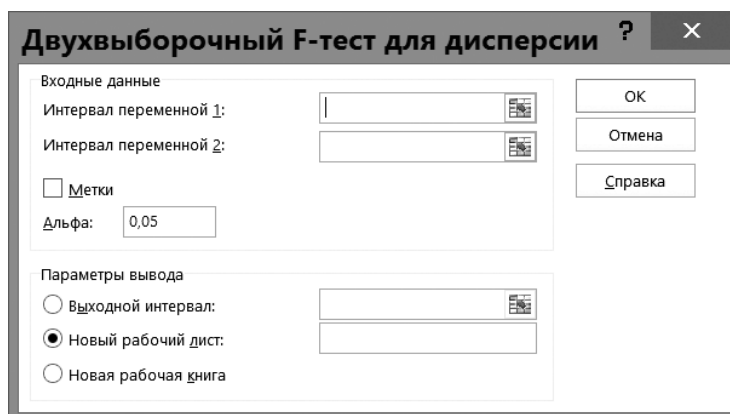 Двухвыборочный F-тест для дисперсии ? ×
Входные данные
Интервал переменной 1:
Интервал переменной 2:
Метки
Альфа: 0,05
ОК
Отмена
Справка
Параметры вывода
Выходной интервал:
Новый рабочий лист:
Новая рабочая книга